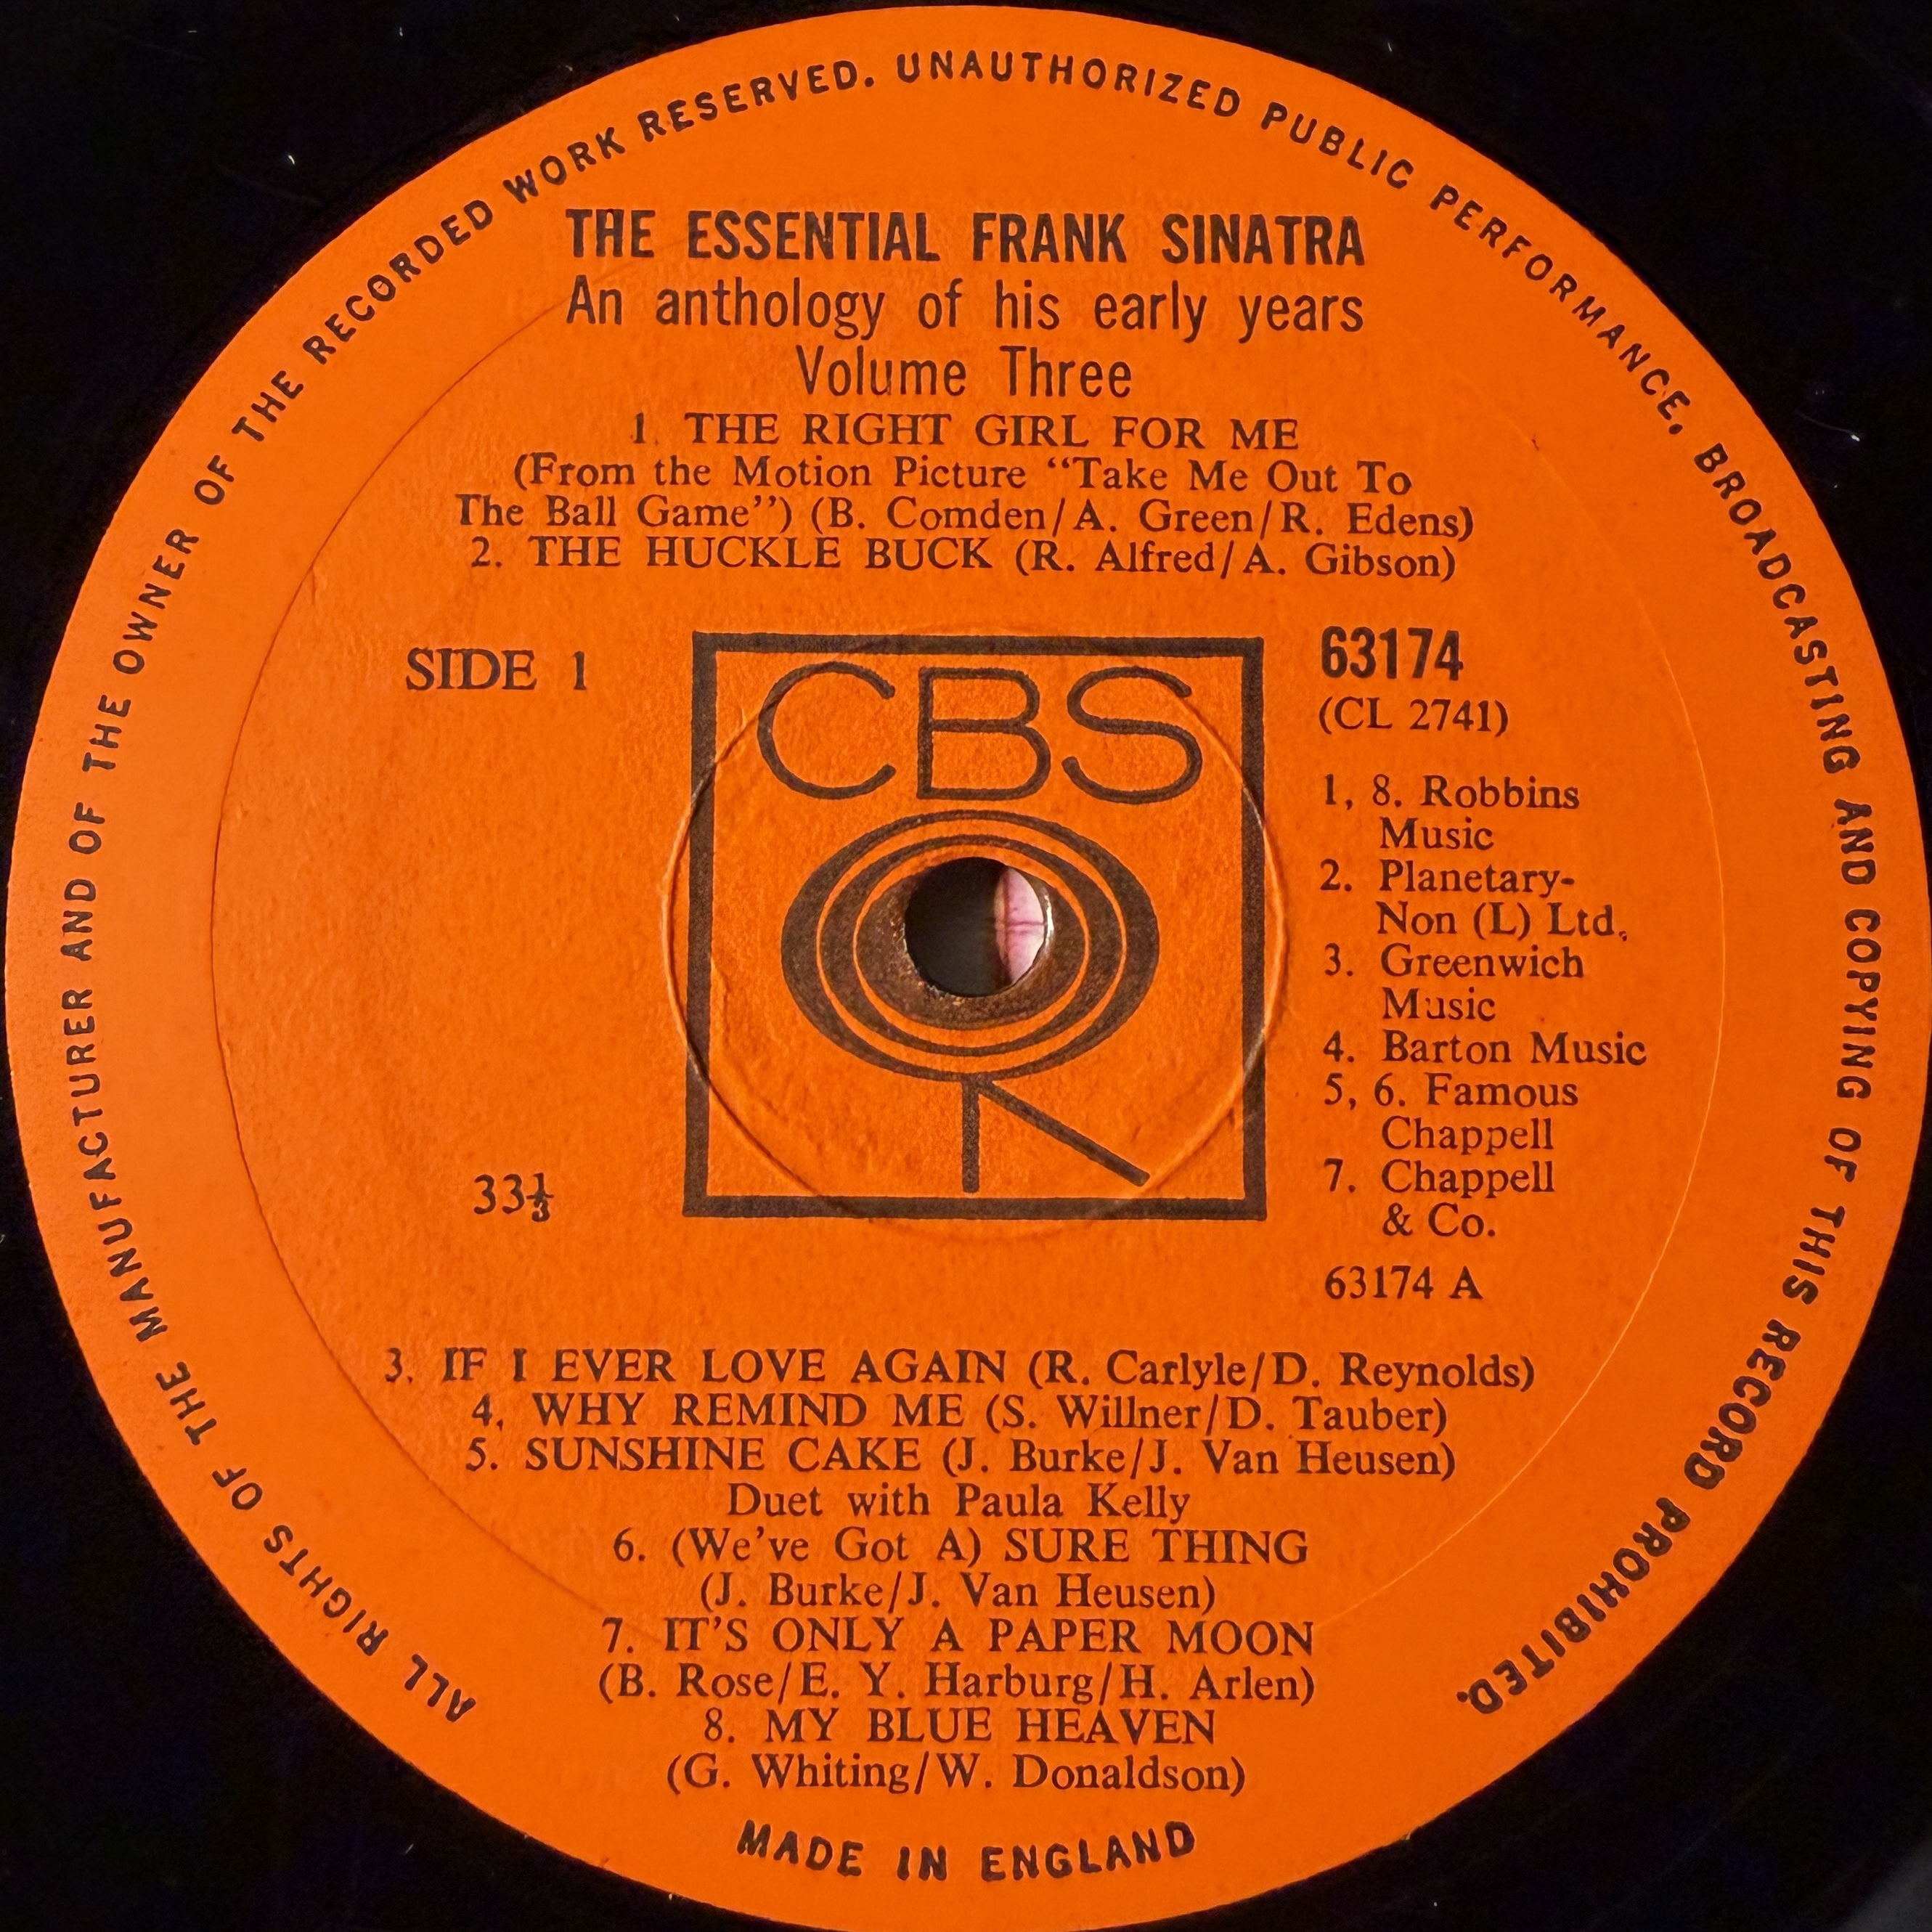 ALL RIGHTS OF THE MANUFACTURER AND OF THE OWNER OF THE RECORDED WORK RESERVED. UNAUTHORIZED PUBLIC PERFORMANCE, BROADCASTING AND COPYING OF THIS RECORD PROHIBITED.
THE ESSENTIAL FRANK SINATRA
An anthology of his early years
Volume Three
1. THE RIGHT GIRL FOR ME
(From the Motion Picture “Take Me Out To
The Ball Game”) (B. Comden/A. Green/R. Edens)
2. THE HUCKLE BUCK (R. Alfred/A. Gibson)
SIDE 1
33⅓
CBS
63174
(CL 2741)
1, 8. Robbins
Music
2. Planetary-
Non (L) Ltd.
3. Greenwich
Music
4. Barton Music
5, 6. Famous
Chappell
7. Chappell
& Co.
63174 A
3. IF I EVER LOVE AGAIN (R. Carlyle/D. Reynolds)
4. WHY REMIND ME (S. Willner/D. Tauber)
5. SUNSHINE CAKE (J. Burke/J. Van Heusen)
Duet with Paula Kelly
6. (We’ve Got A) SURE THING
(J. Burke/J. Van Heusen)
7. IT’S ONLY A PAPER MOON
(B. Rose/E. Y. Harburg/H. Arlen)
8. MY BLUE HEAVEN
(G. Whiting/W. Donaldson)
MADE IN ENGLAND